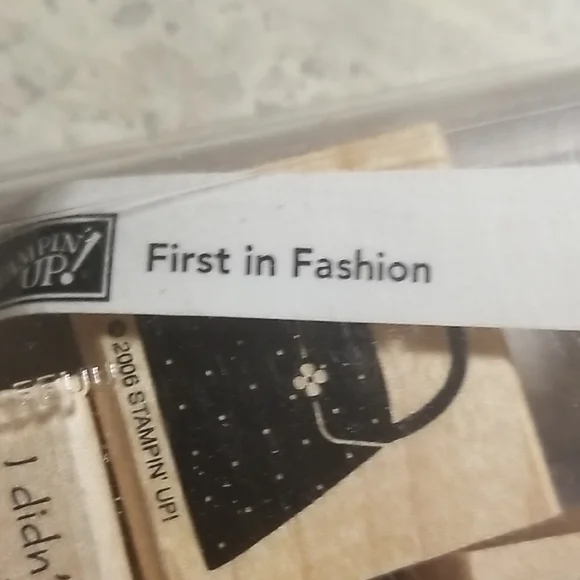 STAMPIN'
UP!
First in Fashion
© 2006 STAMPIN' UP!
I didn'